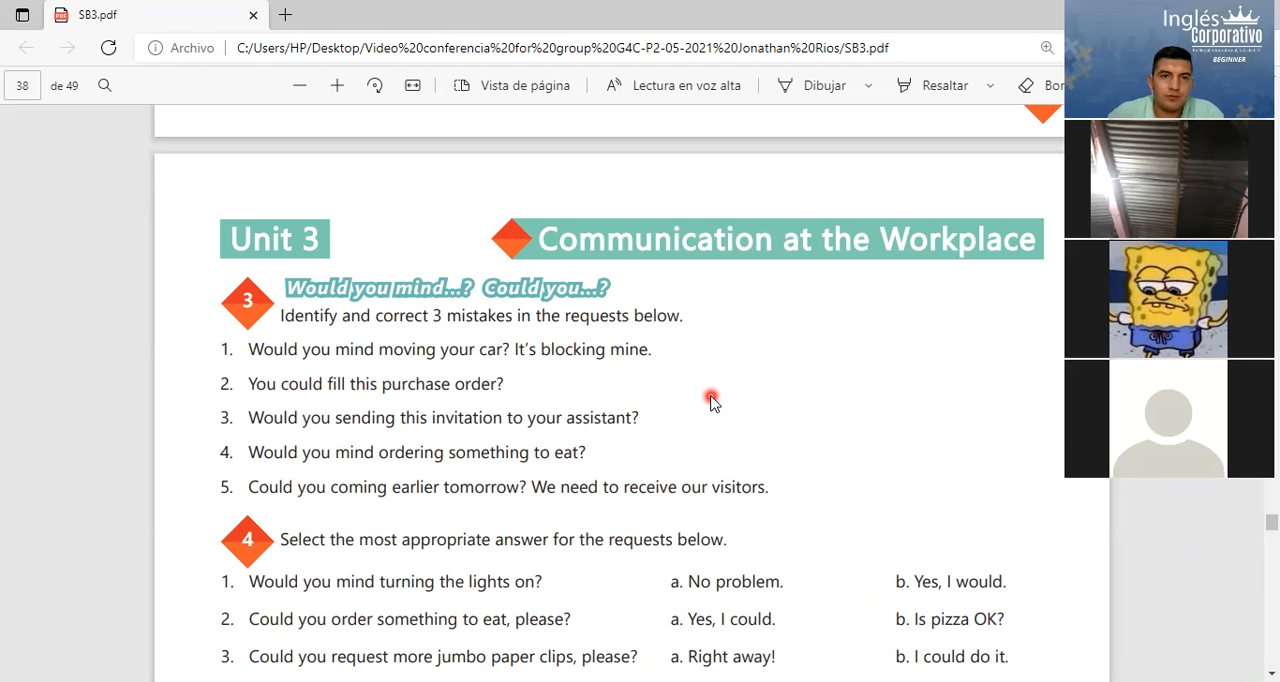 SB3.pdf
Archivo C:/Users/HP/Desktop/Video%20conferencia%20for%20group%20G4C-P2-05-2021%20Jonathan%20Rios/SB3.pdf
38 de 49 Vista de página Lectura en voz alta Dibujar Resaltar Bor
Inglés
Corporativo
BEGINNER
Unit 3 Communication at the Workplace
3 Would you mind...? Could you...?
Identify and correct 3 mistakes in the requests below.
1. Would you mind moving your car? It's blocking mine.
2. You could fill this purchase order?
3. Would you sending this invitation to your assistant?
4. Would you mind ordering something to eat?
5. Could you coming earlier tomorrow? We need to receive our visitors.
4 Select the most appropriate answer for the requests below.
1. Would you mind turning the lights on? a. No problem. b. Yes, I would.
2. Could you order something to eat, please? a. Yes, I could. b. Is pizza OK?
3. Could you request more jumbo paper clips, please? a. Right away! b. I could do it.